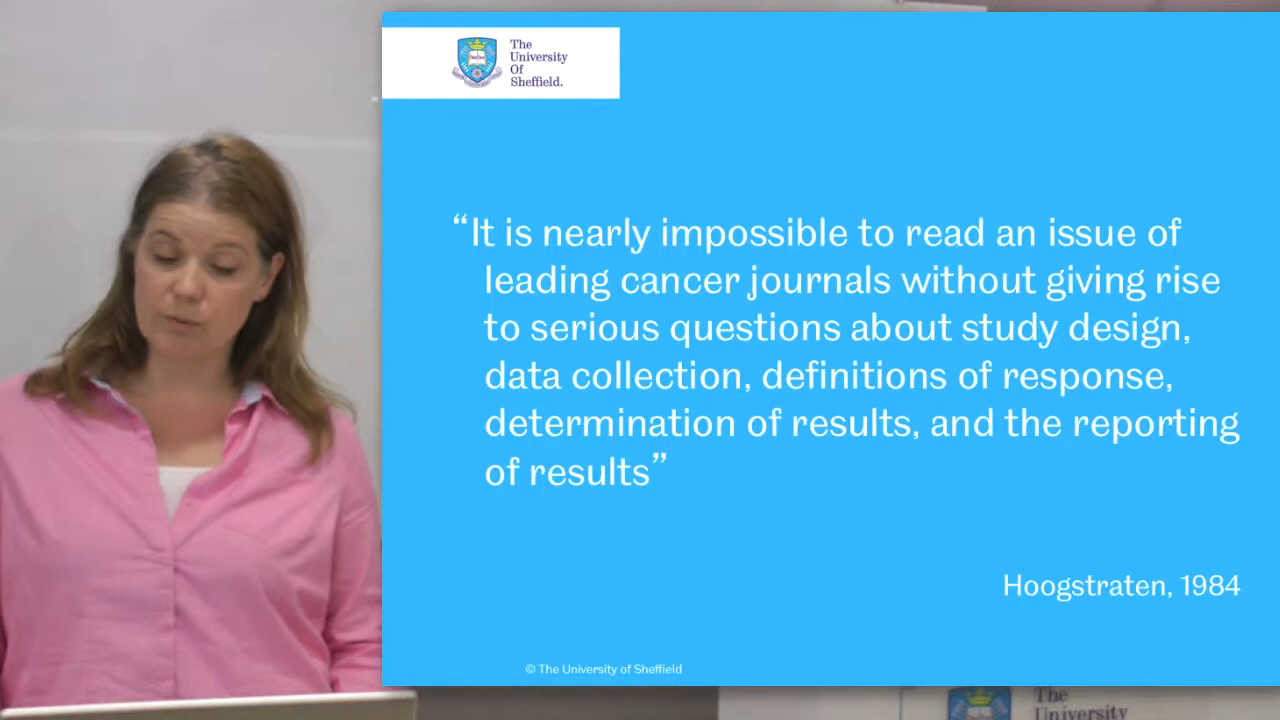 The
University
Of
Sheffield.
“It is nearly impossible to read an issue of
leading cancer journals without giving rise
to serious questions about study design,
data collection, definitions of response,
determination of results, and the reporting
of results”
Hoogstraten, 1984
© The University of Sheffield
The
University